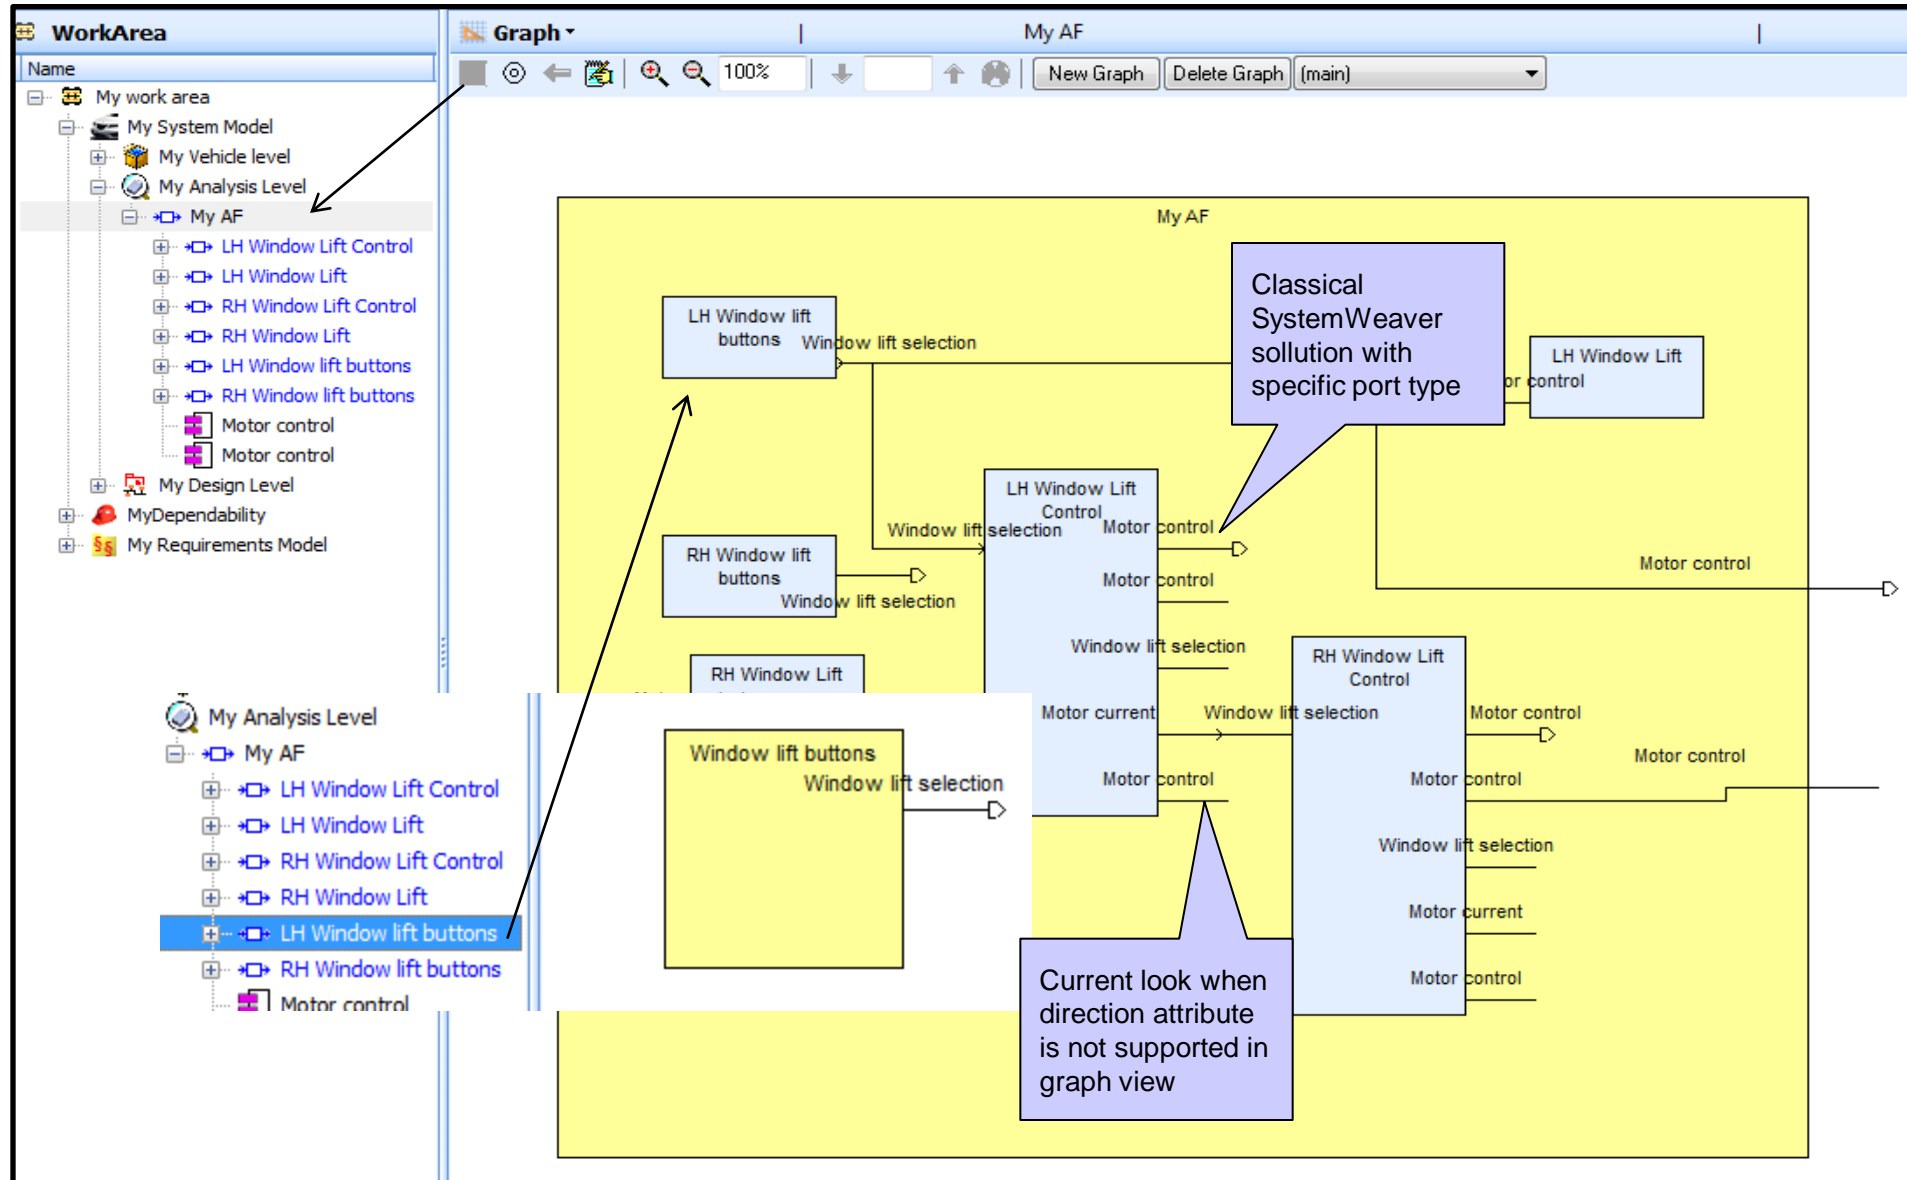 WorkArea
Name
My work area
My System Model
My Vehicle level
My Analysis Level
My AF
LH Window Lift Control
LH Window Lift
RH Window Lift Control
RH Window Lift
LH Window lift buttons
RH Window lift buttons
Motor control
Motor control
My Design Level
MyDependability
My Requirements Model
Graph
My AF
100%
New Graph
Delete Graph
(main)
My AF
LH Window lift
buttons
Window lift selection
Classical
SystemWeaver
sollution with
specific port type
LH Window Lift
or control
LH Window Lift
Control
Window lift selection
Motor control
Motor control
Window lift selection
Motor current
Motor control
RH Window lift
buttons
Window lift selection
RH Window Lift
Motor control
RH Window Lift
Control
Window lift selection
Motor control
Motor control
Motor control
Window lift selection
Motor current
Motor control
My Analysis Level
My AF
LH Window Lift Control
LH Window Lift
RH Window Lift Control
RH Window Lift
LH Window lift buttons
RH Window lift buttons
Motor control
Window lift buttons
Window lift selection
Current look when
direction attribute
is not supported in
graph view